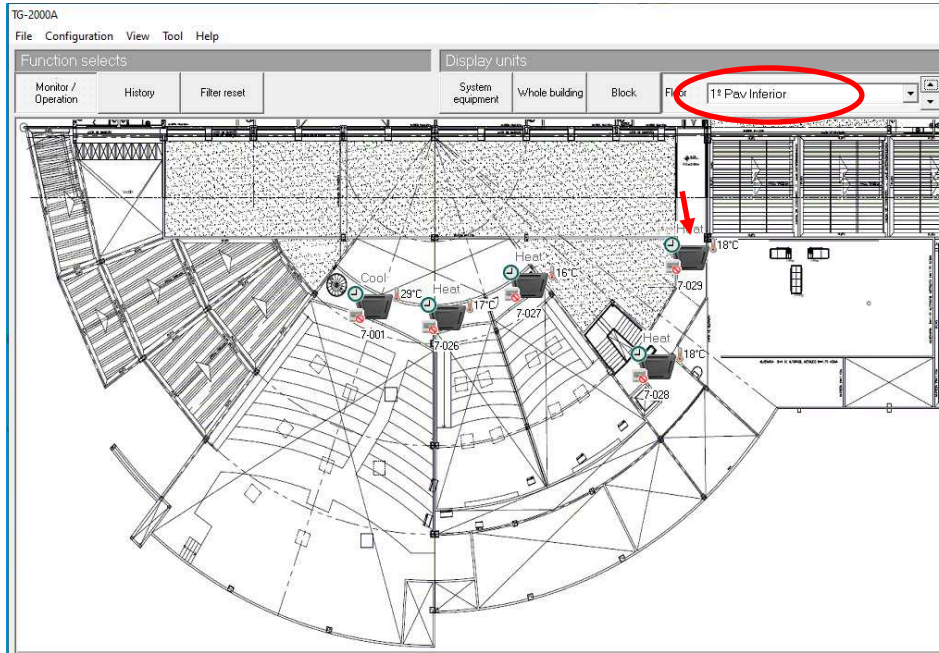 TG-2000A
File Configuration View Tool Help
Function selects
Display units
Monitor / Operation
History
Filter reset
System equipment
Whole building
Block
Floor
1º Pav Inferior
Heat
18°C
7-029
Heat
16°C
7-027
Cool
29°C
7-001
Heat
17°C
7-026
Heat
18°C
7-028